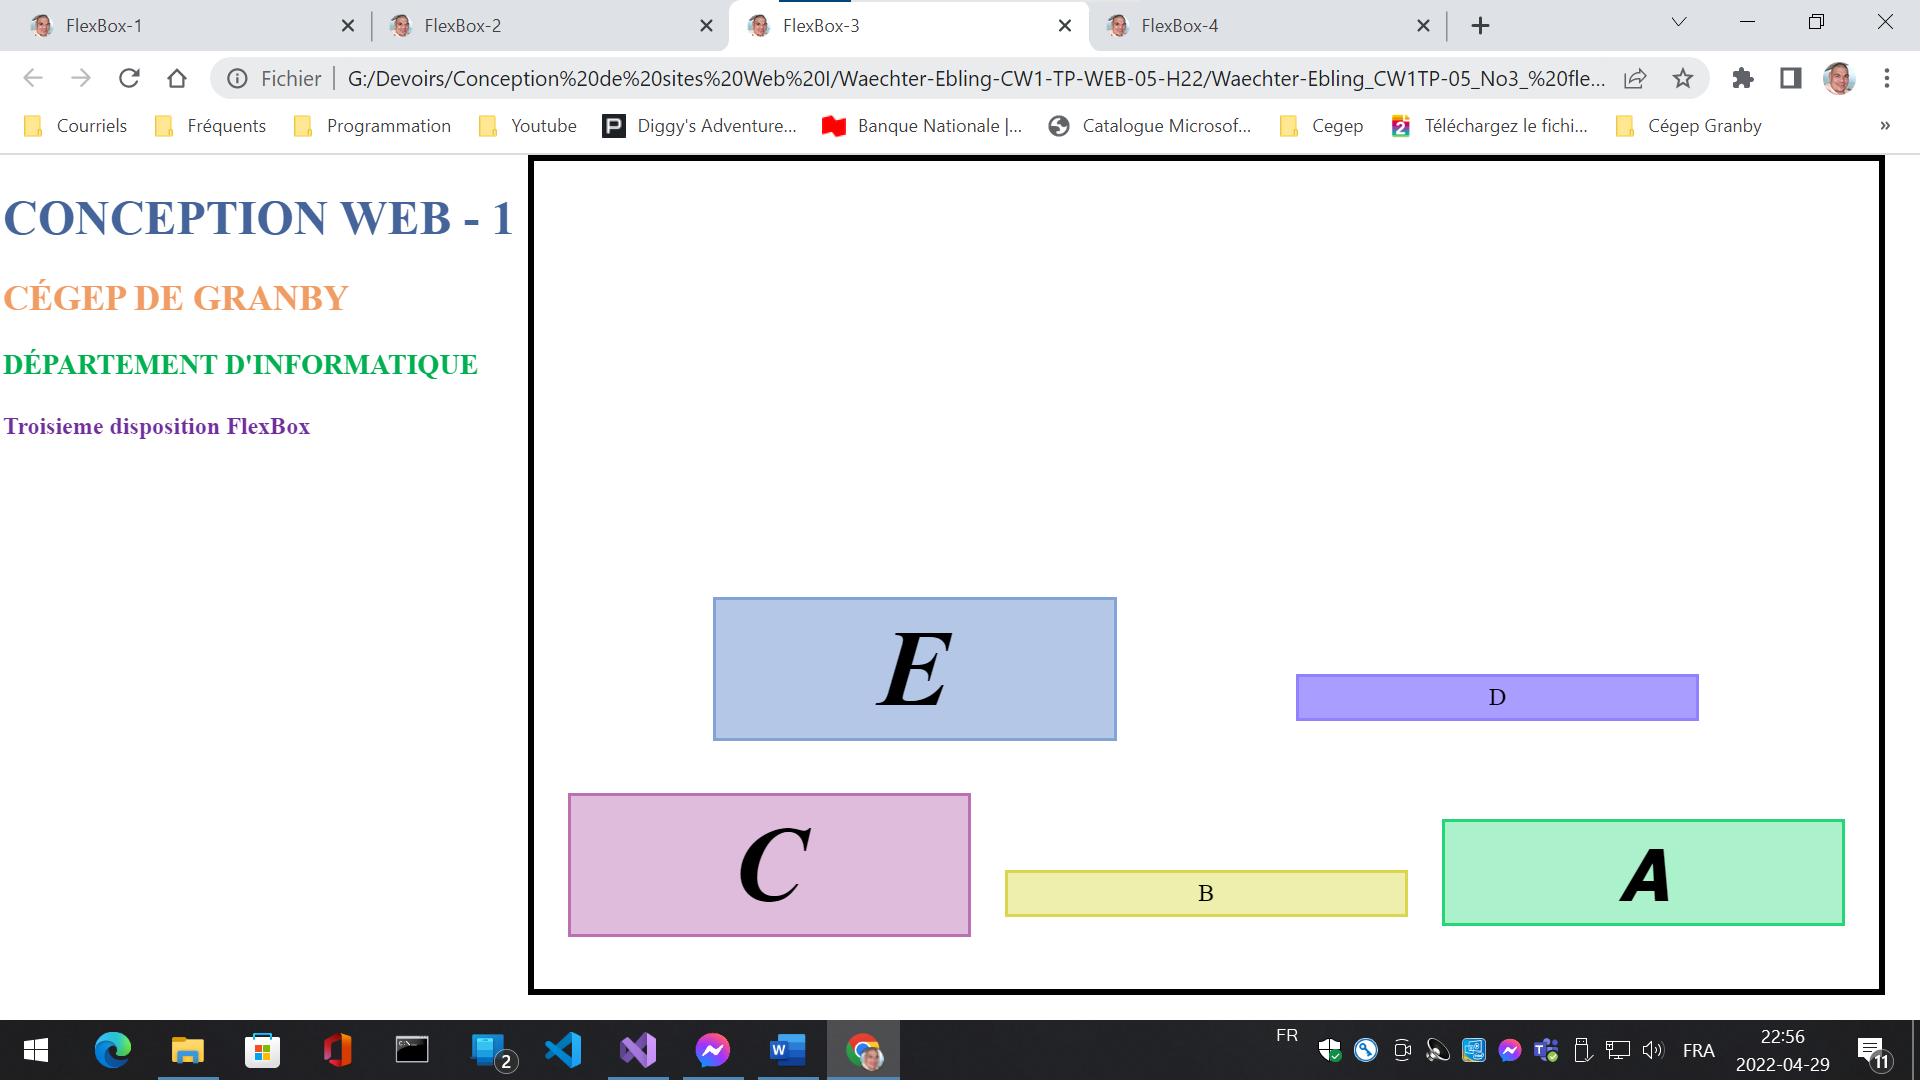 FlexBox-1
FlexBox-2
FlexBox-3
FlexBox-4
Fichier
G:/Devoirs/Conception%20de%20sites%20Web%20I/Waechter-Ebling-CW1-TP-WEB-05-H22/Waechter-Ebling_CW1TP-05_No3_%20fle...
Courriels
Fréquents
Programmation
Youtube
Diggy's Adventure...
Banque Nationale |...
Catalogue Microsof...
Cegep
Téléchargez le fichi...
Cégep Granby
»
CONCEPTION WEB - 1
CÉGEP DE GRANBY
DÉPARTEMENT D'INFORMATIQUE
Troisieme disposition FlexBox
E
D
C
B
A
2
FR
FRA
22:56
2022-04-29
11